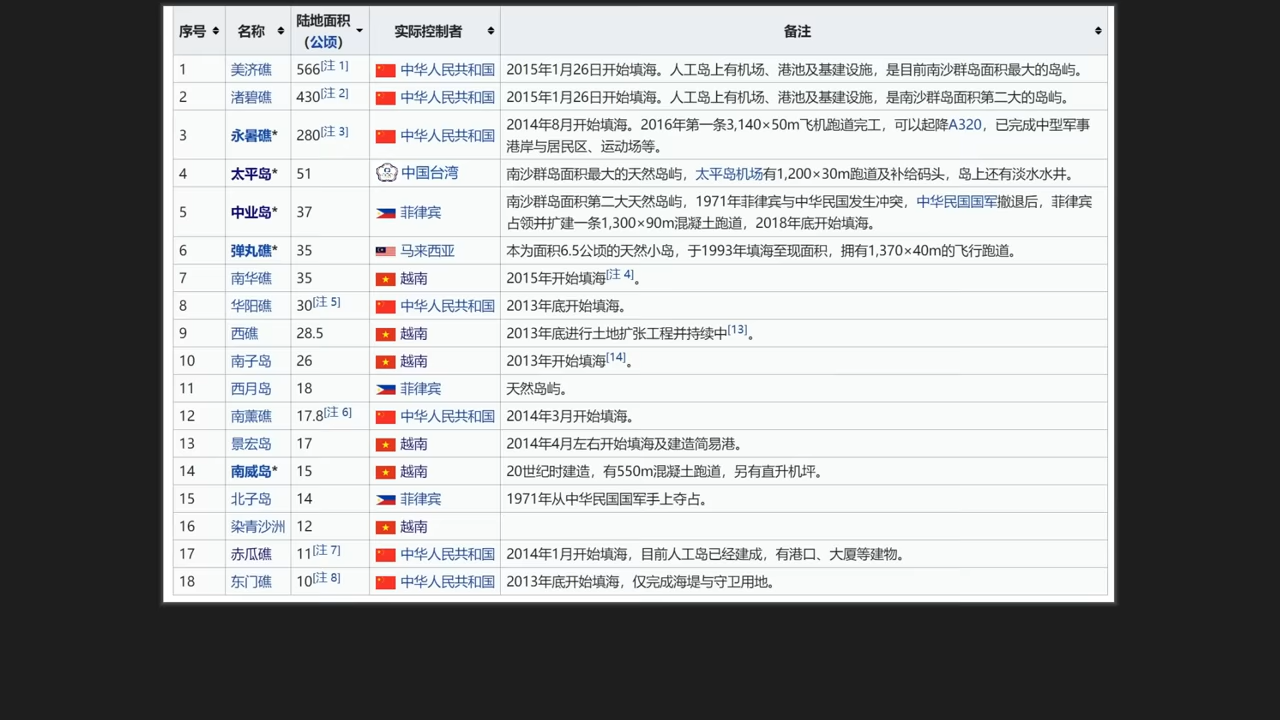 序号 名称 陆地面积（公顷） 实际控制者 备注
1 美济礁 566[注 1] 中华人民共和国 2015年1月26日开始填海。人工岛上有机场、港池及基建设施，是目前南沙群岛面积最大的岛屿。
2 渚碧礁 430[注 2] 中华人民共和国 2015年1月26日开始填海。人工岛上有机场、港池及基建设施，是南沙群岛面积第二大的岛屿。
3 永暑礁* 280[注 3] 中华人民共和国 2014年8月开始填海。2016年第一条3,140×50m飞机跑道完工，可以起降A320，已完成中型军事
港岸与居民区、运动场等。
4 太平岛* 51 中国台湾 南沙群岛面积最大的天然岛屿，太平岛机场有1,200×30m跑道及补给码头，岛上还有淡水水井。
5 中业岛* 37 菲律宾 南沙群岛面积第二大天然岛屿，1971年菲律宾与中华民国发生冲突，中华民国国军撤退后，菲律宾
占领并扩建一条1,300×90m混凝土跑道，2018年底开始填海。
6 弹丸礁* 35 马来西亚 本为面积6.5公顷的天然小岛，于1993年填海至现面积，拥有1,370×40m的飞行跑道。
7 南华礁 35 越南 2015年开始填海[注 4]。
8 华阳礁 30[注 5] 中华人民共和国 2013年底开始填海。
9 西礁 28.5 越南 2013年底进行土地扩张工程并持续中[13]。
10 南子岛 26 越南 2013年开始填海[14]。
11 西月岛 18 菲律宾 天然岛屿。
12 南薰礁 17.8[注 6] 中华人民共和国 2014年3月开始填海。
13 景宏岛 17 越南 2014年4月左右开始填海及建造简易港。
14 南威岛* 15 越南 20世纪时建造，有550m混凝土跑道，另有直升机坪。
15 北子岛 14 菲律宾 1971年从中华民国国军手上夺占。
16 染青沙洲 12 越南
17 赤瓜礁 11[注 7] 中华人民共和国 2014年1月开始填海，目前人工岛已经建成，有港口、大厦等建物。
18 东门礁 10[注 8] 中华人民共和国 2013年底开始填海，仅完成海堤与守卫用地。